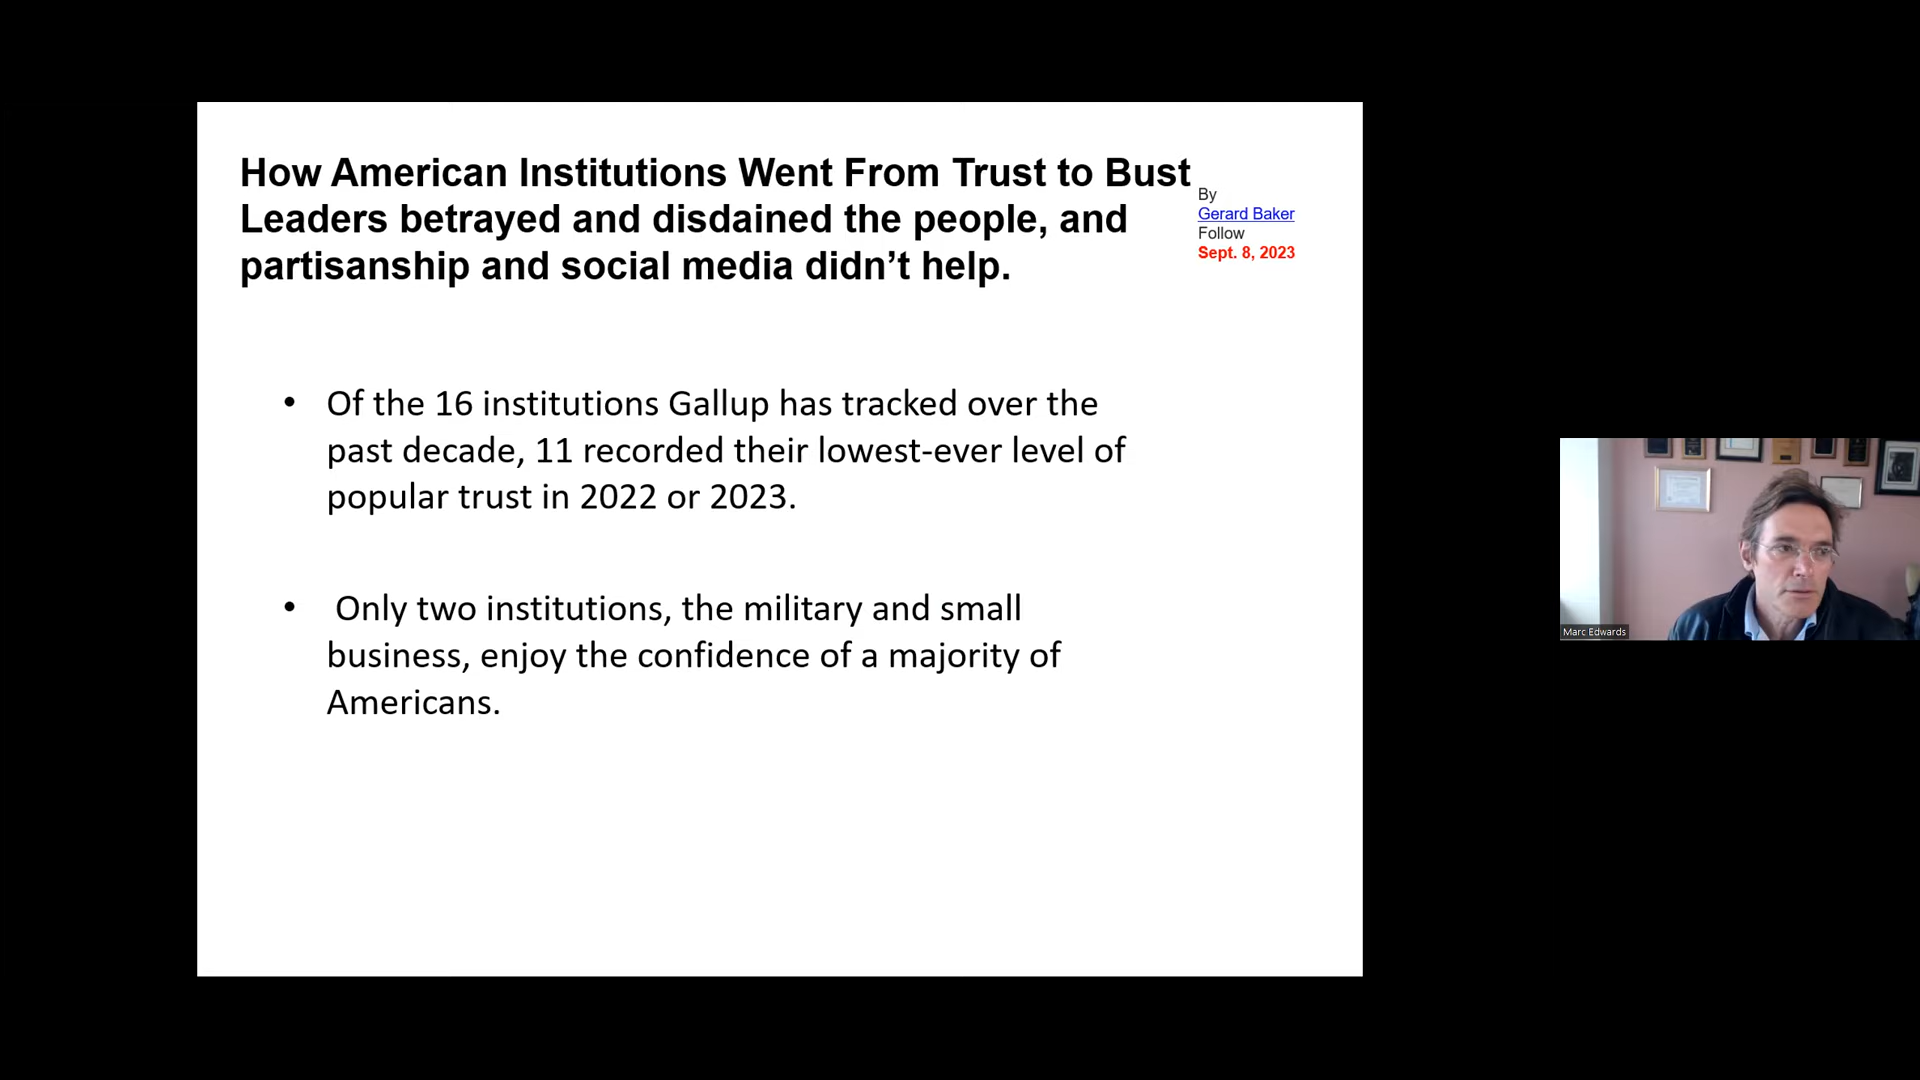 How American Institutions Went From Trust to Bust
Leaders betrayed and disdained the people, and
partisanship and social media didn’t help.
By
Gerard Baker
Follow
Sept. 8, 2023
• Of the 16 institutions Gallup has tracked over the
past decade, 11 recorded their lowest-ever level of
popular trust in 2022 or 2023.
• Only two institutions, the military and small
business, enjoy the confidence of a majority of
Americans.
Marc Edwards